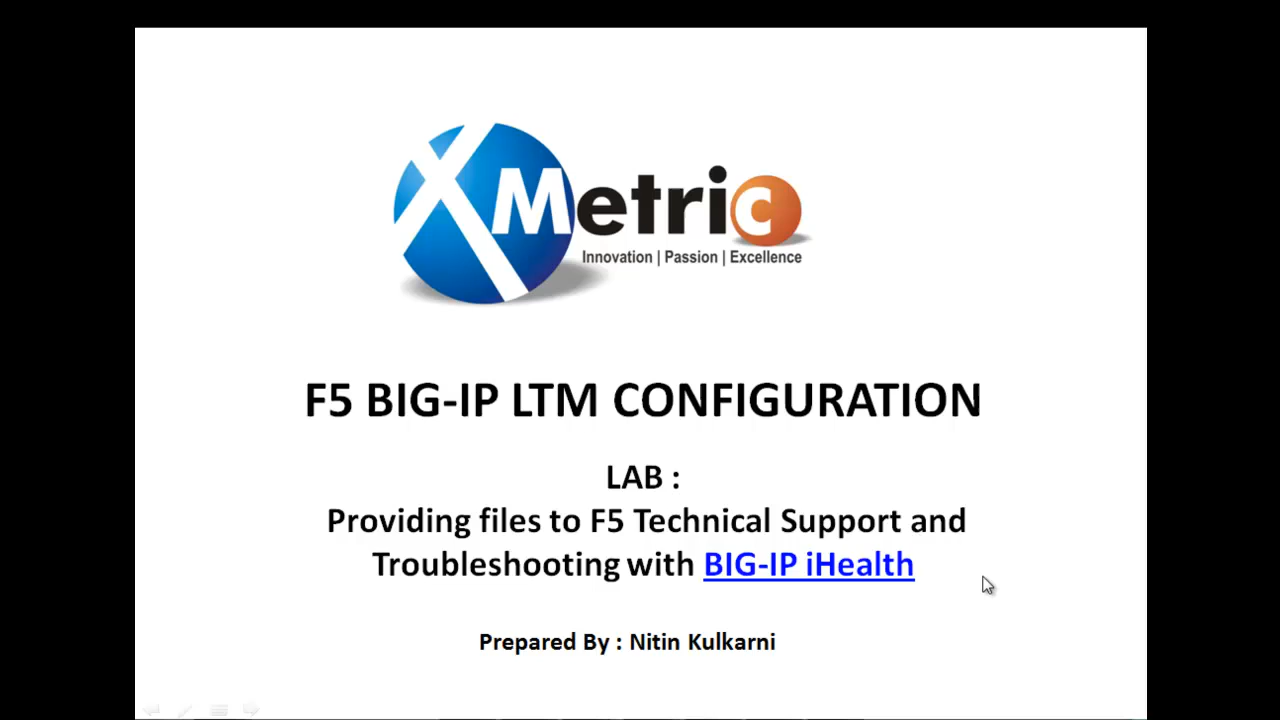 XMetric
Innovation | Passion | Excellence
F5 BIG-IP LTM CONFIGURATION
LAB :
Providing files to F5 Technical Support and
Troubleshooting with BIG-IP iHealth
Prepared By : Nitin Kulkarni